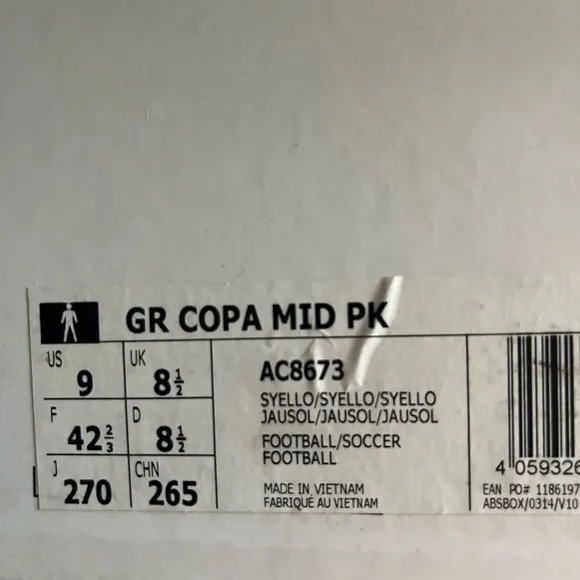 GR COPA MID PK
US 9 UK 8½
F 42⅔ D 8½
J 270 CHN 265
AC8673
SYELLO/SYELLO/SYELLO
JAUSOL/JAUSOL/JAUSOL
FOOTBALL/SOCCER
FOOTBALL
MADE IN VIETNAM
FABRIQUÉ AU VIETNAM
4 059326
EAN PO# 1186197
ABSBOX/0314/V10